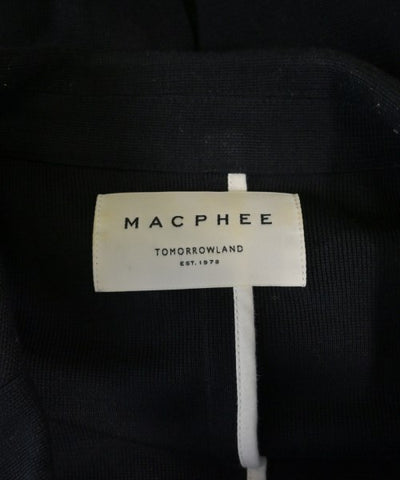 MACPHEE
TOMORROWLAND
EST. 1978